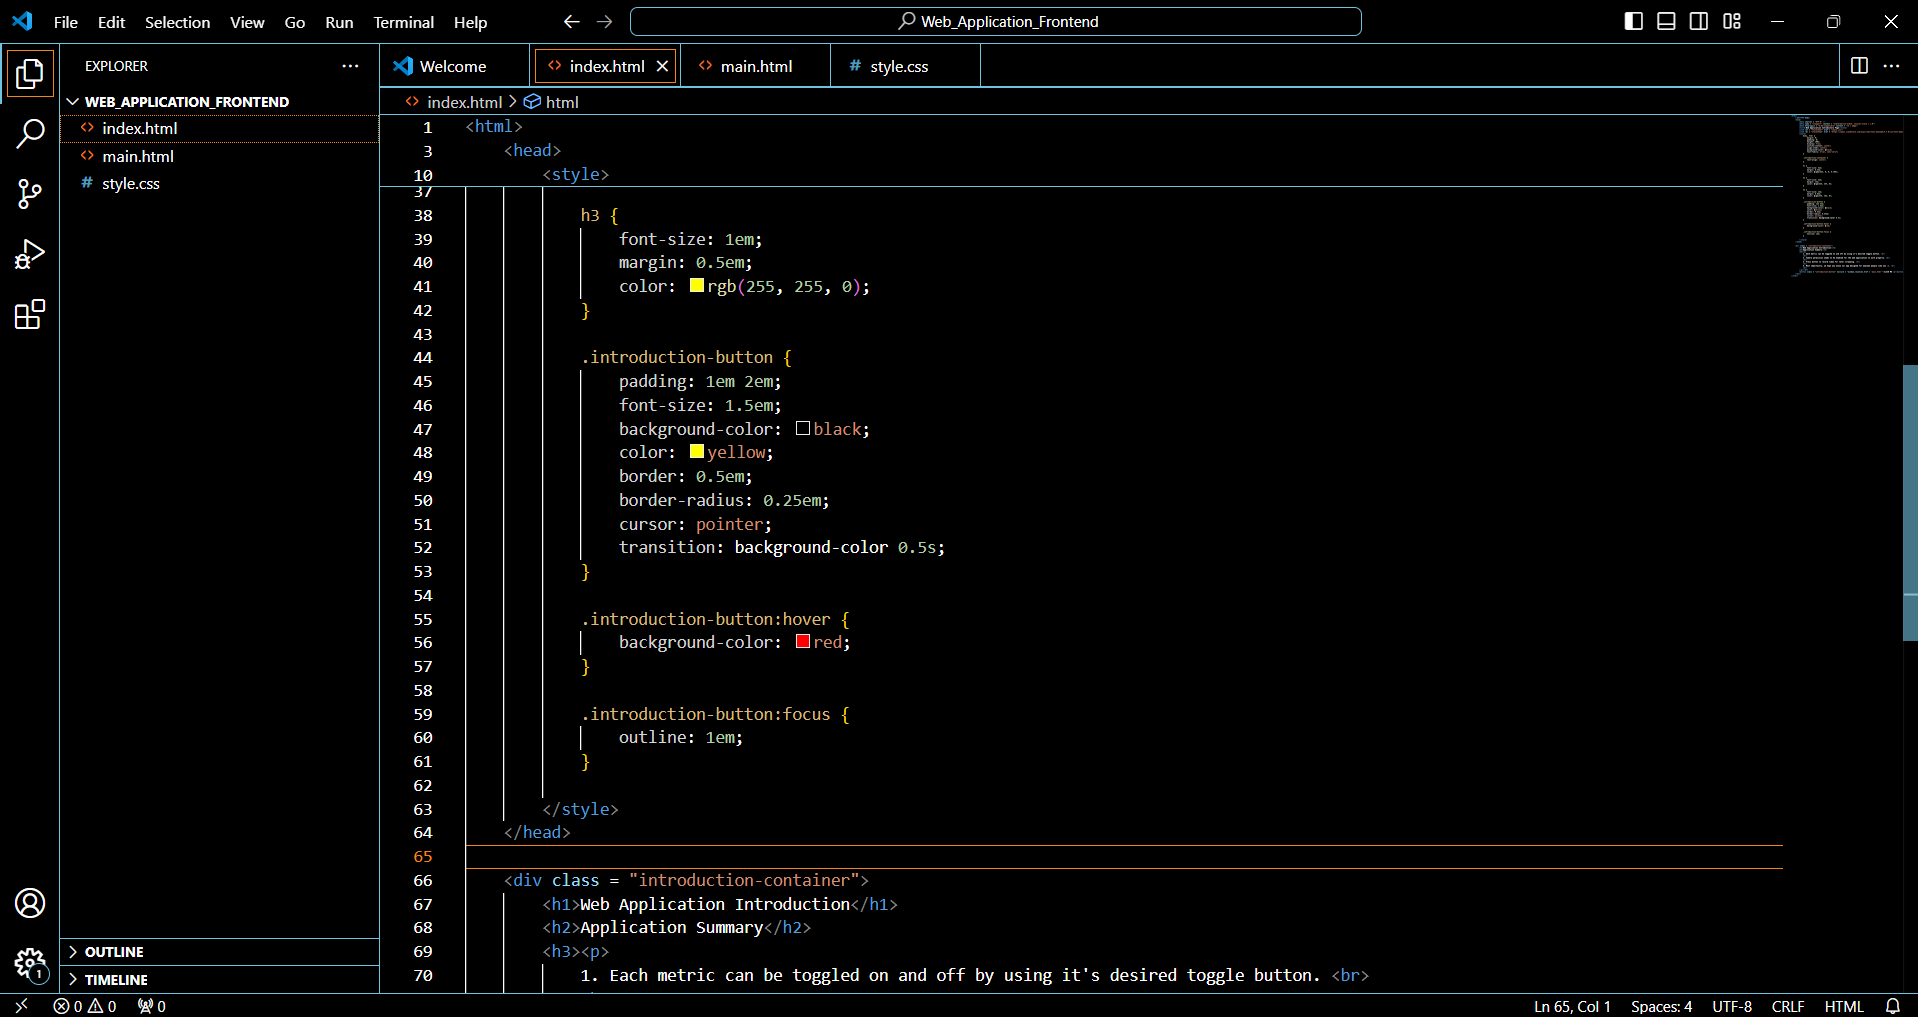 File Edit Selection View Go Run Terminal Help
Web_Application_Frontend
EXPLORER
WEB_APPLICATION_FRONTEND
index.html
main.html
style.css
OUTLINE
TIMELINE
Welcome
index.html
main.html
style.css
index.html > html
1 <html>
3 <head>
10 <style>
37
38 h3 {
39 font-size: 1em;
40 margin: 0.5em;
41 color: rgb(255, 255, 0);
42 }
43
44 .introduction-button {
45 padding: 1em 2em;
46 font-size: 1.5em;
47 background-color: black;
48 color: yellow;
49 border: 0.5em;
50 border-radius: 0.25em;
51 cursor: pointer;
52 transition: background-color 0.5s;
53 }
54
55 .introduction-button:hover {
56 background-color: red;
57 }
58
59 .introduction-button:focus {
60 outline: 1em;
61 }
62
63 </style>
64 </head>
65
66 <div class = "introduction-container">
67 <h1>Web Application Introduction</h1>
68 <h2>Application Summary</h2>
69 <h3><p>
70 1. Each metric can be toggled on and off by using it's desired toggle button. <br>
1
0 0 0
Ln 65, Col 1 Spaces: 4 UTF-8 CRLF HTML